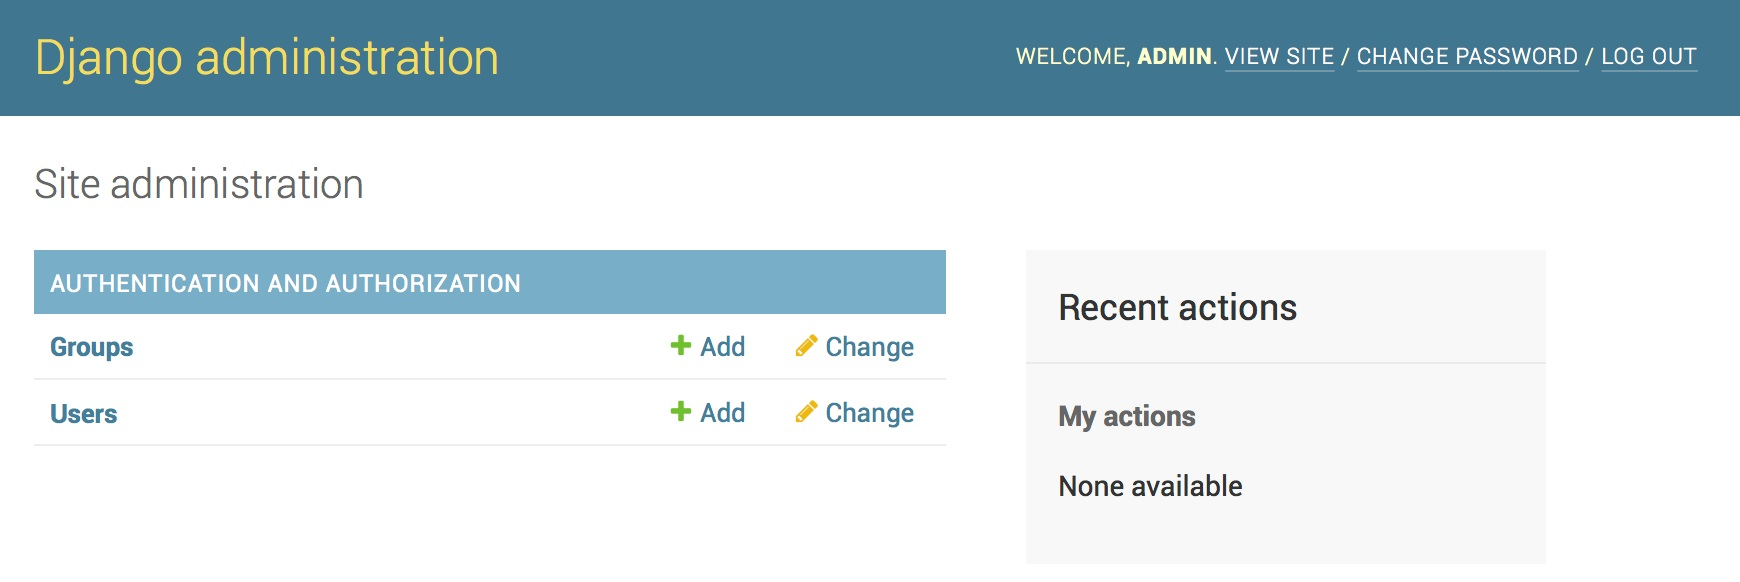 Django administration
WELCOME, ADMIN. VIEW SITE / CHANGE PASSWORD / LOG OUT
Site administration
AUTHENTICATION AND AUTHORIZATION
Groups Add Change
Users Add Change
Recent actions
My actions
None available